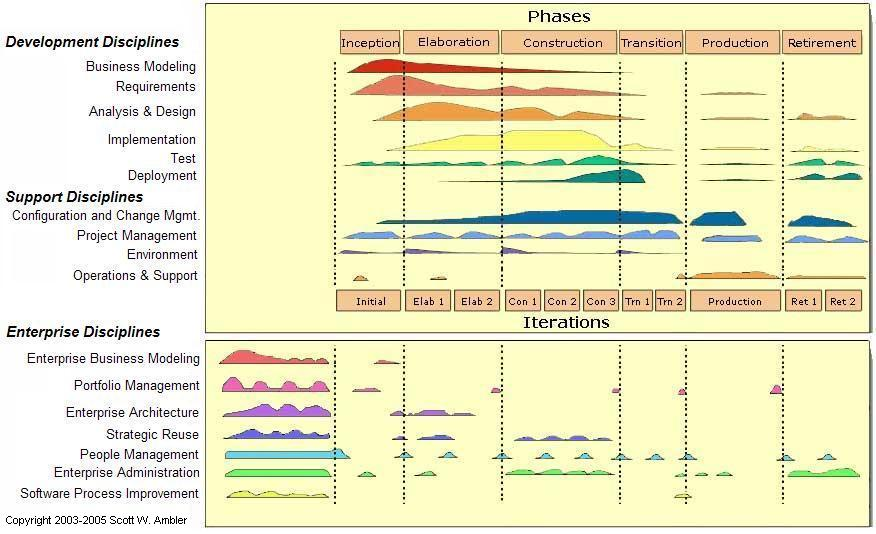 Phases
Development Disciplines
Inception Elaboration Construction Transition Production Retirement
Business Modeling
Requirements
Analysis & Design
Implementation
Test
Deployment
Support Disciplines
Configuration and Change Mgmt.
Project Management
Environment
Operations & Support
Initial Elab 1 Elab 2 Con 1 Con 2 Con 3 Trn 1 Trn 2 Production Ret 1 Ret 2
Iterations
Enterprise Disciplines
Enterprise Business Modeling
Portfolio Management
Enterprise Architecture
Strategic Reuse
People Management
Enterprise Administration
Software Process Improvement
Copyright 2003-2005 Scott W. Ambler